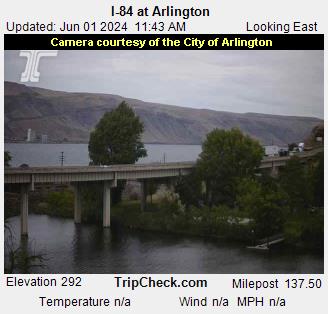 I-84 at Arlington
Updated: Jun 01 2024 11:43 AM Looking East
Camera courtesy of the City of Arlington
Elevation 292 TripCheck.com Milepost 137.50
Temperature n/a Wind n/a MPH n/a